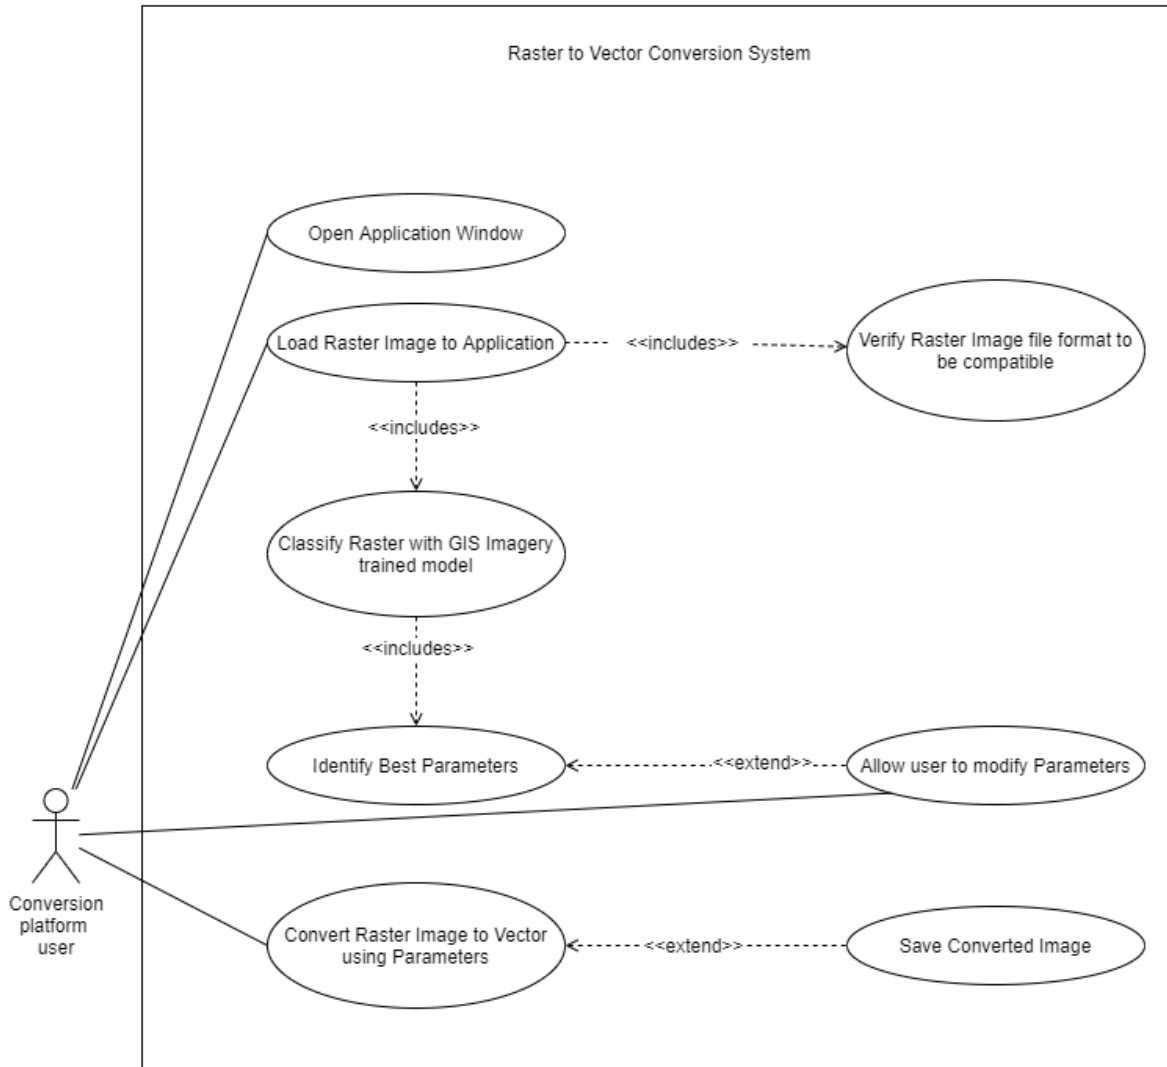 Raster to Vector Conversion System
Open Application Window
Load Raster Image to Application
<<includes>>
Verify Raster Image file format to
be compatible
<<includes>>
Classify Raster with GIS Imagery
trained model
<<includes>>
Identify Best Parameters
<<extend>>
Allow user to modify Parameters
Conversion
platform
user
Convert Raster Image to Vector
using Parameters
<<extend>>
Save Converted Image